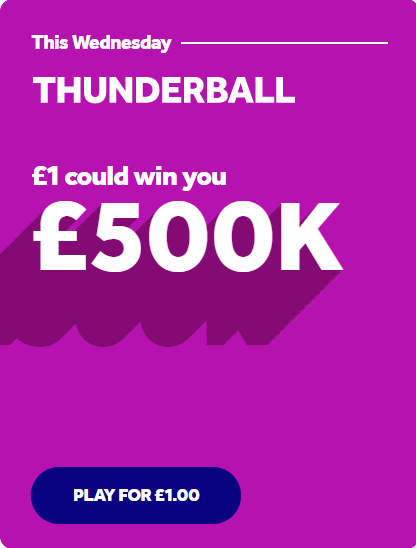 This Wednesday
THUNDERBALL
£1 could win you
£500K
PLAY FOR £1.00